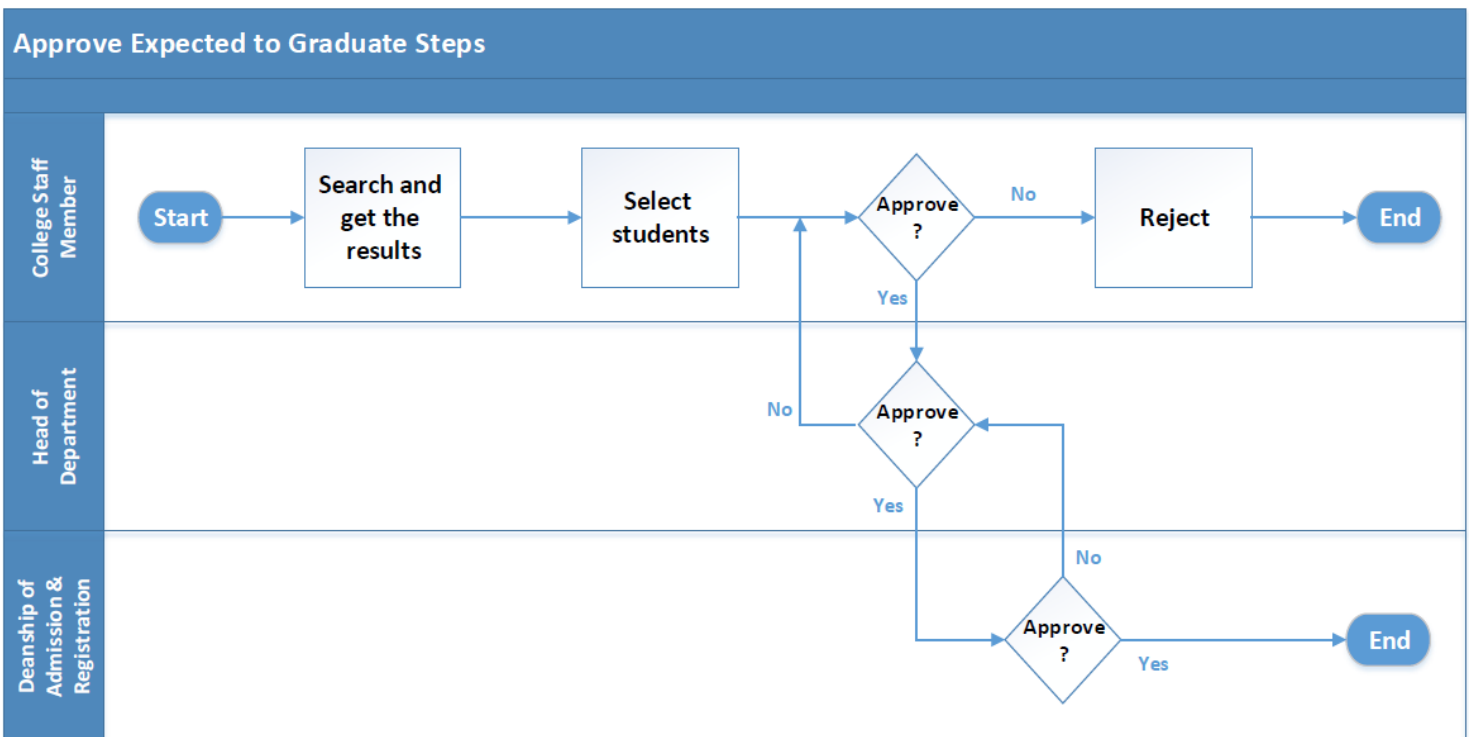 Approve Expected to Graduate Steps
College Staff
Member
Start
Search and
get the
results
Select
students
Approve
?
No
Reject
End
Yes
Head of
Department
No
Approve
?
Yes
Deanship of
Admission &
Registration
No
Approve
?
Yes
End